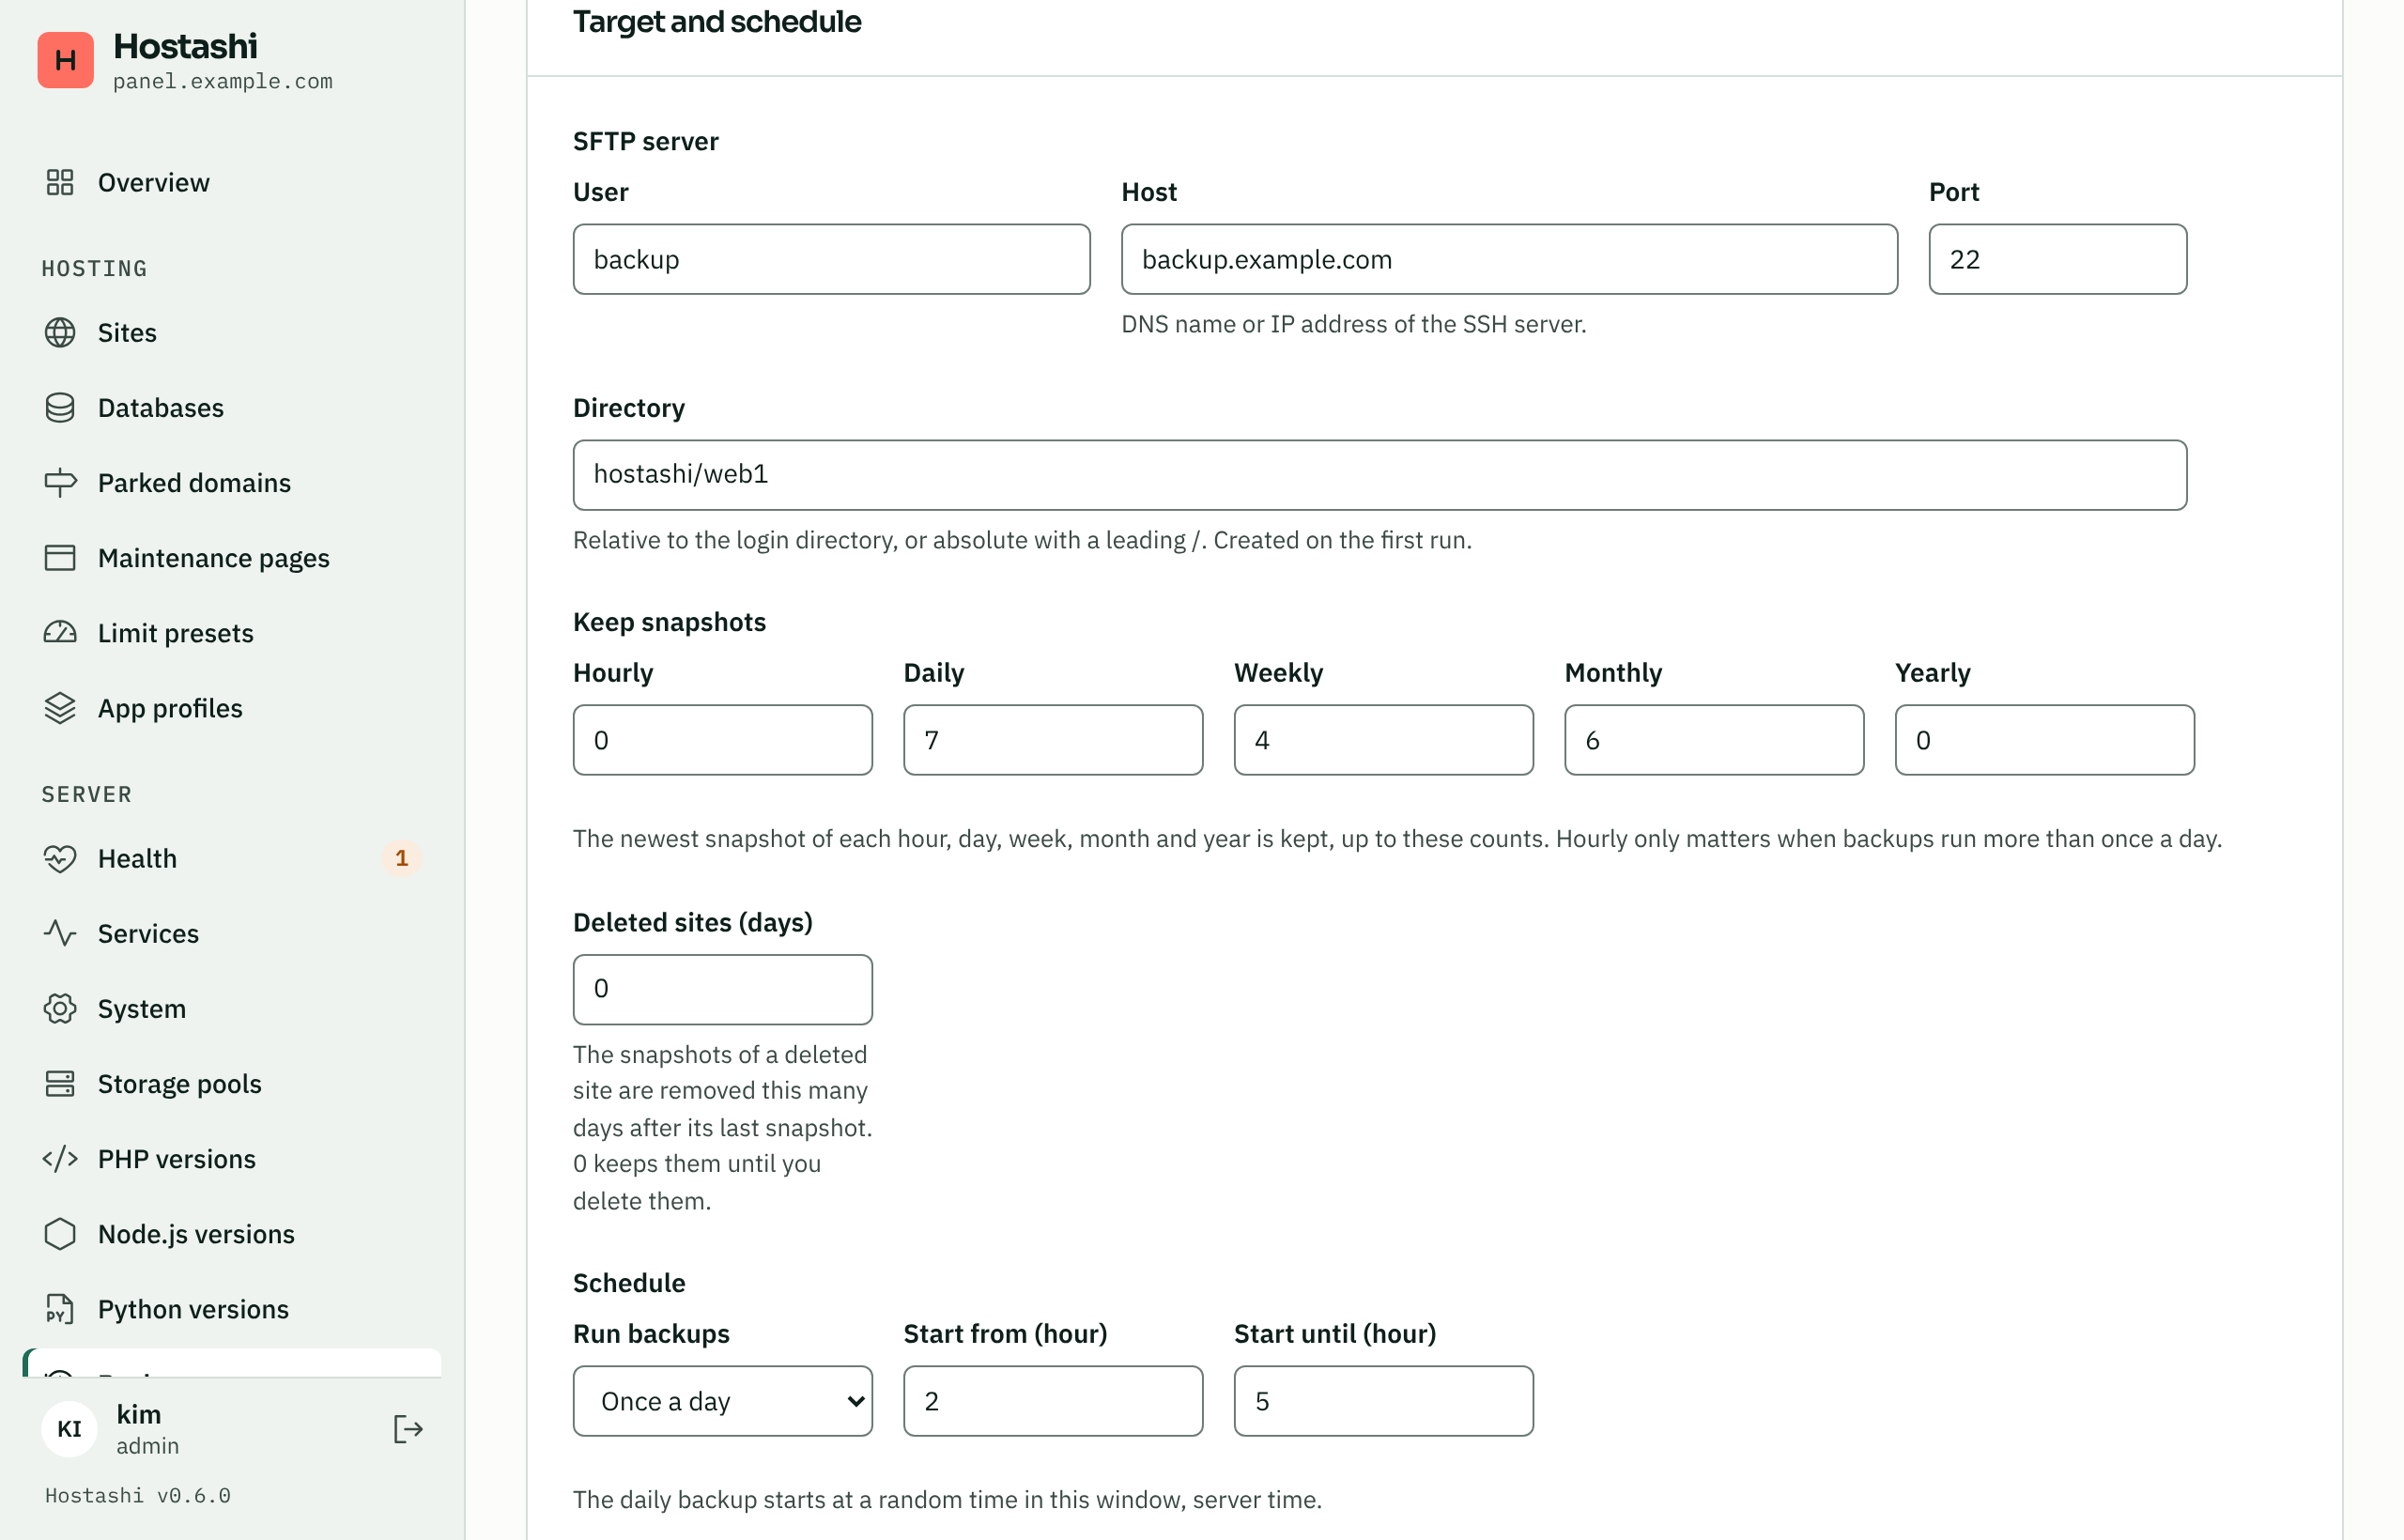 H
Hostashi
panel.example.com
Overview
HOSTING
Sites
Databases
Parked domains
Maintenance pages
Limit presets
App profiles
SERVER
Health 1
Services
System
Storage pools
PHP versions
Node.js versions
PY
Python versions
KI
kim
admin
Hostashi v0.6.0
Target and schedule
SFTP server
User Host Port
backup backup.example.com 22
DNS name or IP address of the SSH server.
Directory
hostashi/web1
Relative to the login directory, or absolute with a leading /. Created on the first run.
Keep snapshots
Hourly Daily Weekly Monthly Yearly
0 7 4 6 0
The newest snapshot of each hour, day, week, month and year is kept, up to these counts. Hourly only matters when backups run more than once a day.
Deleted sites (days)
0
The snapshots of a deleted
site are removed this many
days after its last snapshot.
0 keeps them until you
delete them.
Schedule
Run backups Start from (hour) Start until (hour)
Once a day 2 5
The daily backup starts at a random time in this window, server time.